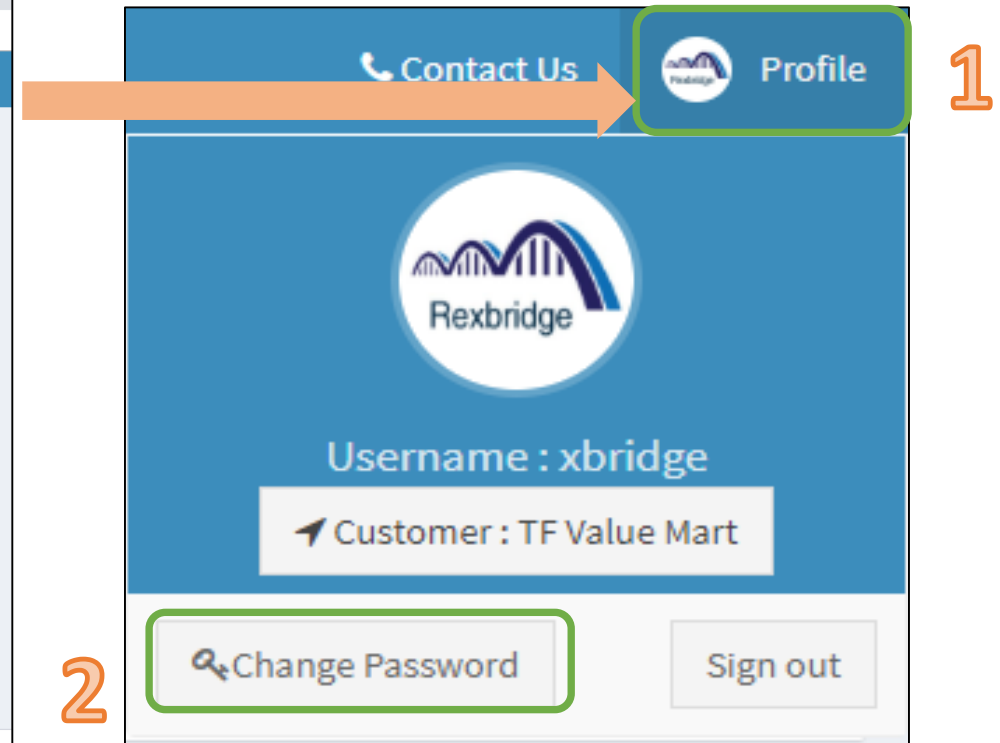 Contact Us Profile 1
Rexbridge
Username : xbridge
Customer : TF Value Mart
2 Change Password Sign out